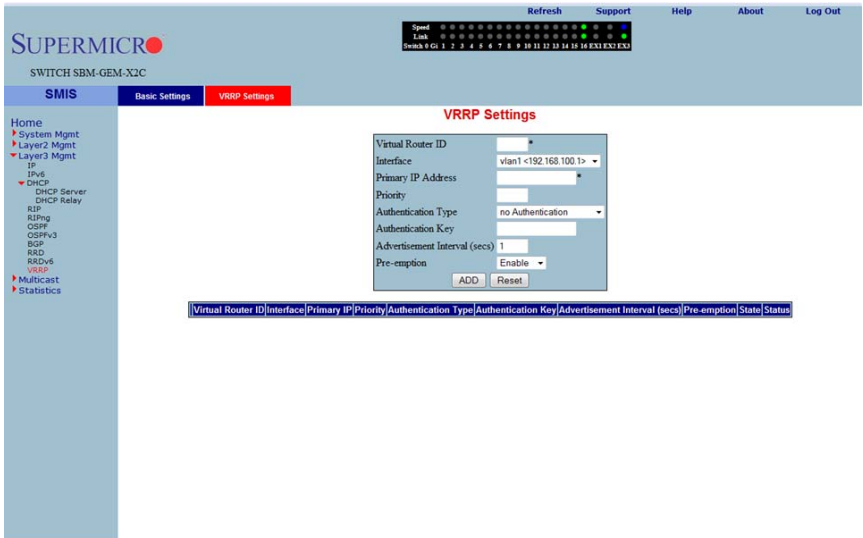 Refresh Support Help About Log Out
SUPERMICRO
Speed
Link
Switch 0 Gi 1 2 3 4 5 6 7 8 9 10 11 12 13 14 15 16 EX1 EX2 EX3
SWITCH SBM-GEM-X2C
SMIS
Basic Settings
VRRP Settings
Home
System Mgmt
Layer2 Mgmt
Layer3 Mgmt
IP
IPv6
DHCP
DHCP Server
DHCP Relay
RIP
RIPng
OSPF
OSPFv3
BGP
RRD
RRDv6
VRRP
Multicast
Statistics
VRRP Settings
Virtual Router ID *
Interface vlan1 <192.168.100.1>
Primary IP Address *
Priority
Authentication Type no Authentication
Authentication Key
Advertisement Interval (secs) 1
Pre-emption Enable
ADD Reset
Virtual Router ID Interface Primary IP Priority Authentication Type Authentication Key Advertisement Interval (secs) Pre-emption State Status